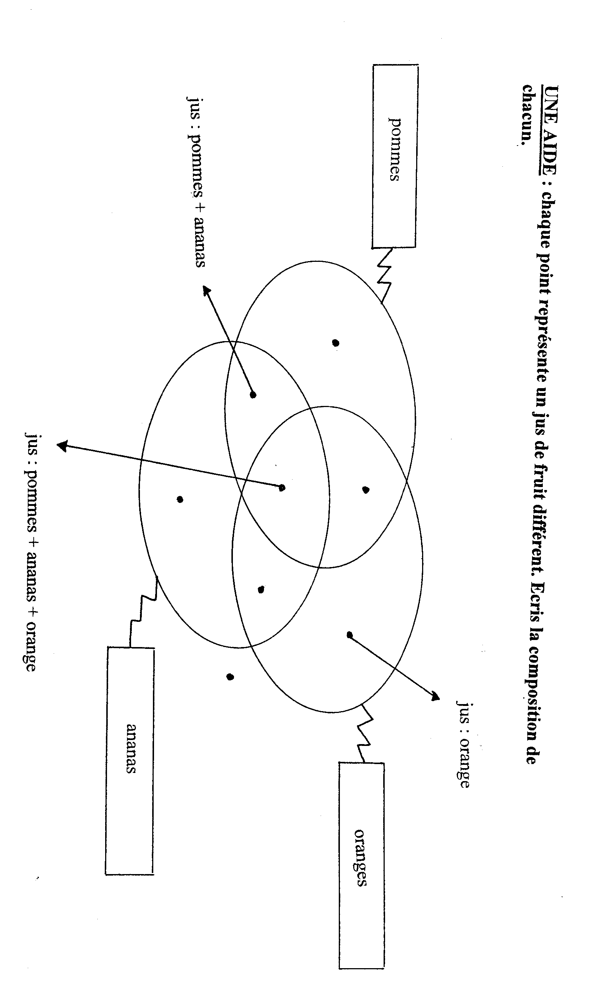 UNE AIDE : chaque point représente un jus de fruit différent. Ecris la composition de
chacun.
jus : orange
pommes
oranges
jus : pommes + ananas
ananas
jus : pommes + ananas + orange